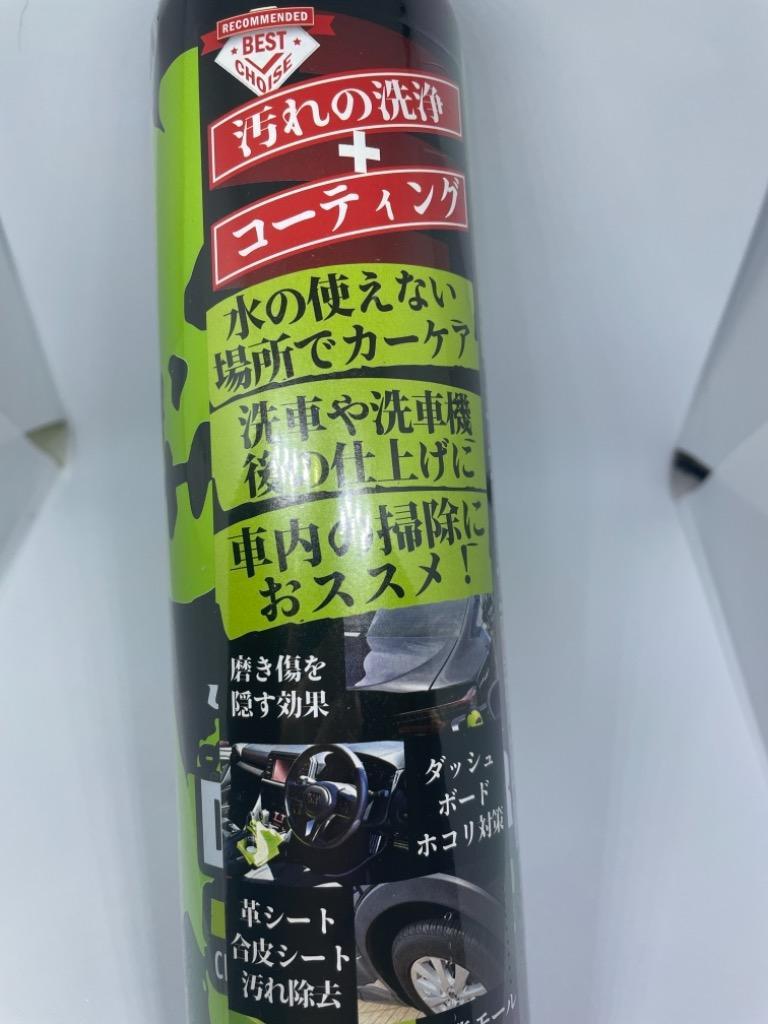 RECOMMENDED
BEST
CHOISE
汚れの洗浄
+
コーティング
水の使えない
場所でカーケア
洗車や洗車機
後の仕上げに
車内の掃除に
おススメ!
磨き傷を
隠す効果
ダッシュ
ボード
ホコリ対策
革シート
合皮シート
汚れ除去
モール